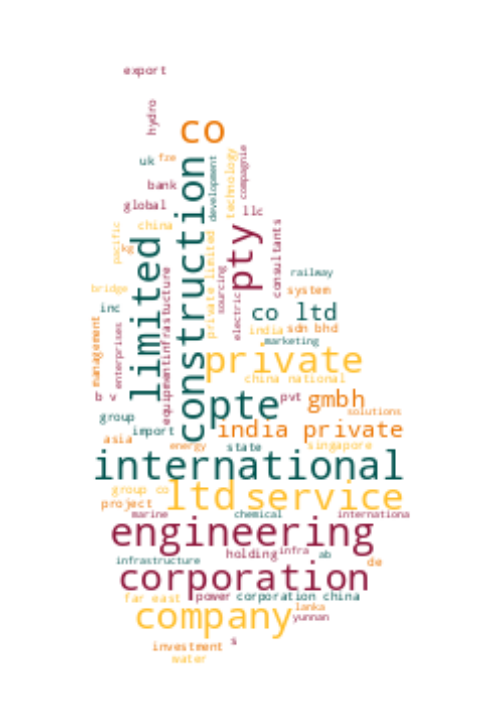 export
hydro
co
uk
fze
bank
development
technology
compagnie
global
llc
china
pacific
kg
limited
construction
private limited
sourcing
pty
consultants
electric
railway
bridge
system
inc
co ltd
management
enterprises
equipment
infrastucture
india
sdn bhd
marketing
private
china national
b v
pte
pvt
gmbh
solutions
group
import
india private
asia
energy
state
singapore
international
group co
ltd
service
project
marine
chemical
internationa
engineering
infrastructure
holding
infra
ab
de
corporation
far east
power
corporation china
company
lanka
yunnan
s
investment
water